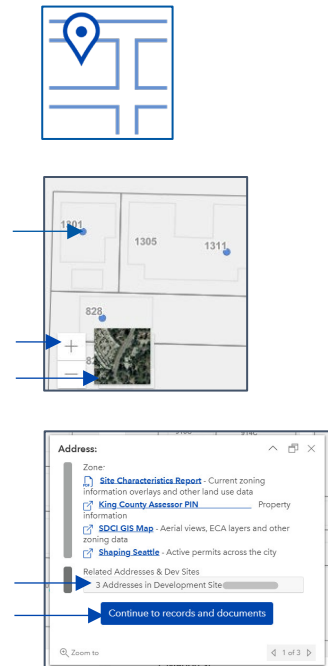 1301
1305
1311
828
Address:
Zone:
Site Characteristics Report - Current zoning
information overlays and other land use data
King County Assessor PIN Property
information
SDCI GIS Map - Aerial views, ECA layers and other
zoning data
Shaping Seattle - Active permits across the city
Related Addresses & Dev Sites
3 Addresses in Development Site
Continue to records and documents
Zoom to
1 of 3